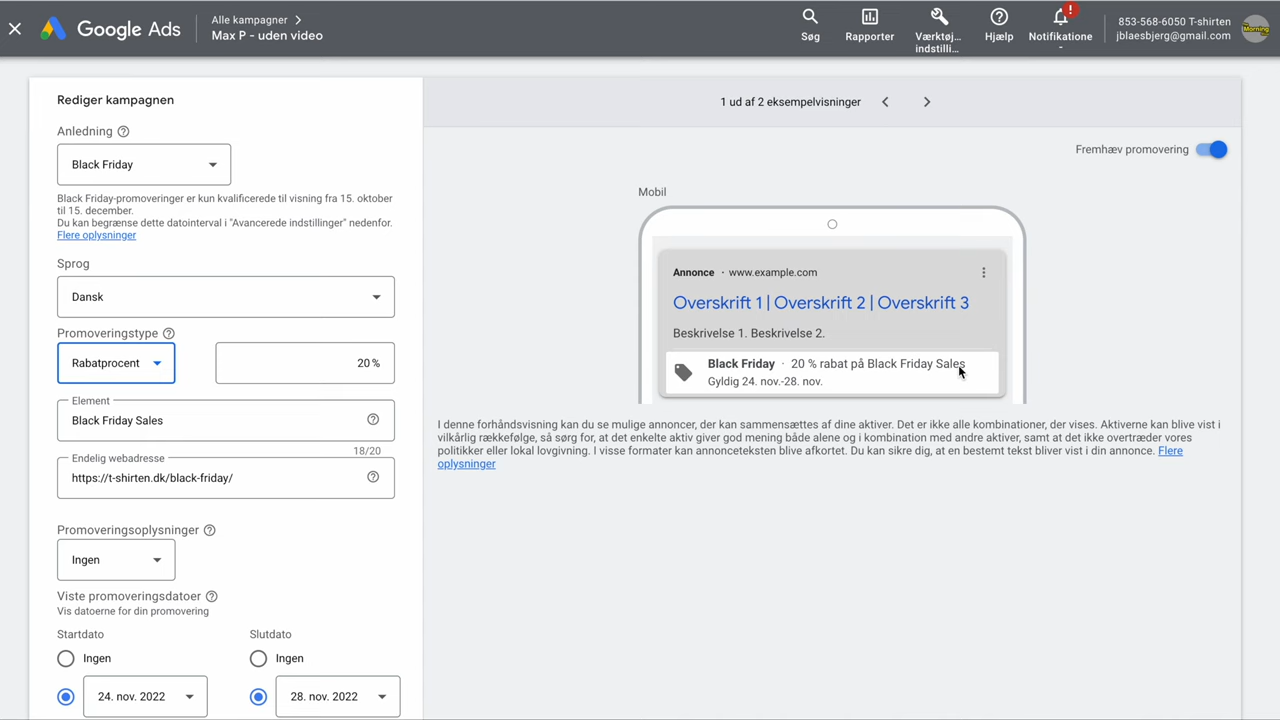 Google Ads
Alle kampagner
Max P - uden video
Søg
Rapporter
Værktøj...
indstilli...
Hjælp
!
Notifikatione
-
853-568-6050 T-shirten
jblaesbjerg@gmail.com
Morning
Rediger kampagnen
Anledning
Black Friday
Black Friday-promoveringer er kun kvalificerede til visning fra 15. oktober
til 15. december.
Du kan begrænse dette datointerval i "Avancerede indstillinger" nedenfor.
Flere oplysninger
Sprog
Dansk
Promoveringstype
Rabatprocent
20 %
Element
Black Friday Sales
18/20
Endelig webadresse
https://t-shirten.dk/black-friday/
Promoveringsoplysninger
Ingen
Viste promoveringsdatoer
Vis datoerne for din promovering
Startdato
Slutdato
Ingen
Ingen
24. nov. 2022
28. nov. 2022
1 ud af 2 eksempelvisninger
Fremhæv promovering
Mobil
Annonce · www.example.com
Overskrift 1 | Overskrift 2 | Overskrift 3
Beskrivelse 1. Beskrivelse 2.
Black Friday · 20 % rabat på Black Friday Sales
Gyldig 24. nov.-28. nov.
I denne forhåndsvisning kan du se mulige annoncer, der kan sammensættes af dine aktiver. Det er ikke alle kombinationer, der vises. Aktiverne kan blive vist i
vilkårlig rækkefølge, så sørg for, at det enkelte aktiv giver god mening både alene og i kombination med andre aktiver, samt at det ikke overtræder vores
politikker eller lokal lovgivning. I visse formater kan annonceteksten blive afkortet. Du kan sikre dig, at en bestemt tekst bliver vist i din annonce. Flere
oplysninger